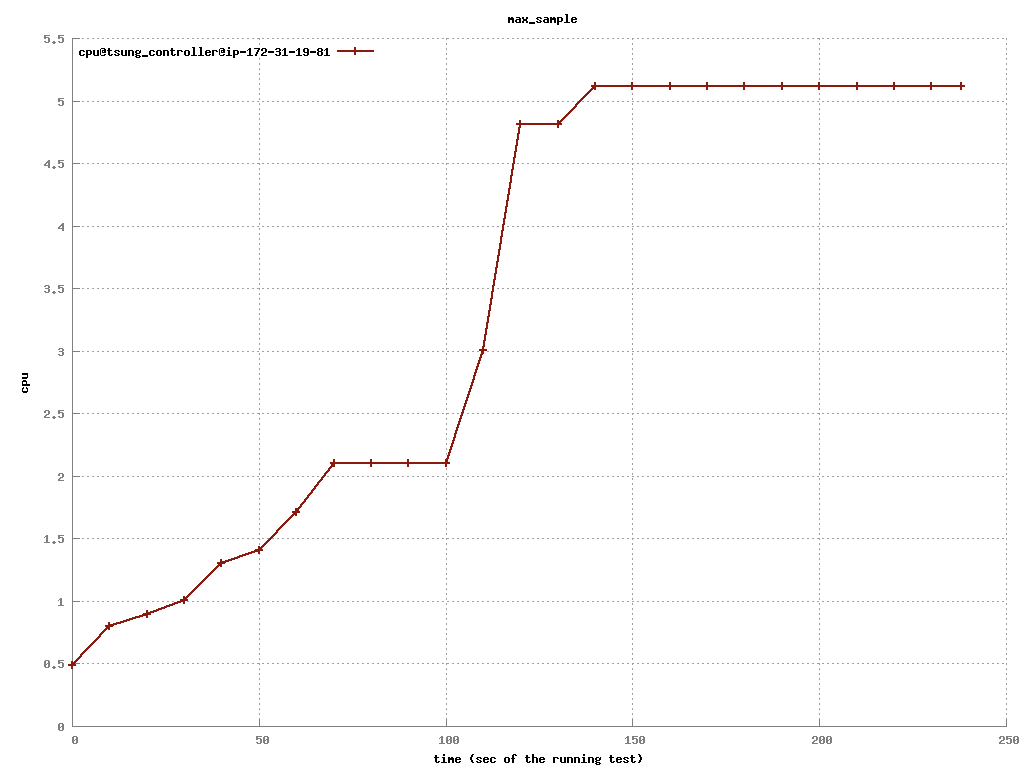 max_sample
cpu@tsung_controller@ip-172-31-19-81
5.5
5
4.5
4
3.5
3
2.5
2
1.5
1
0.5
0
cpu
0 50 100 150 200 250
time (sec of the running test)